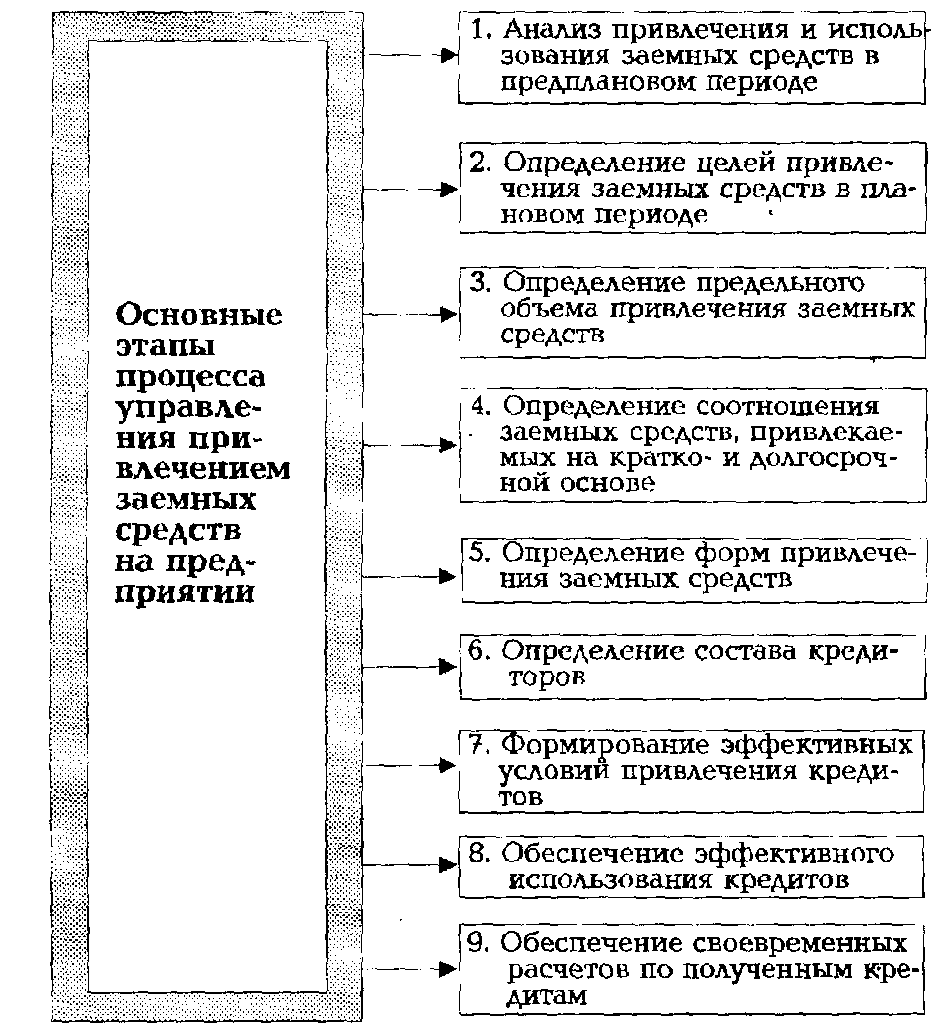 Основные
этапы
процесса
управле-
ния при-
влечением
заемных
средств
на пред-
приятии
1. Анализ привлечения и исполь-
зования заемных средств в
предплановом периоде
2. Определение целей привле-
чения заемных средств в пла-
новом периоде
3. Определение предельного
объема привлечения заемных
средств
4. Определение соотношения
заемных средств, привлекае-
мых на кратко- и долгосроч-
ной основе
5. Определение форм привлече-
ния заемных средств
6. Определение состава креди-
торов
7. Формирование эффективных
условий привлечения креди-
тов
8. Обеспечение эффективного
использования кредитов
9. Обеспечение своевременных
расчетов по полученным кре-
дитам